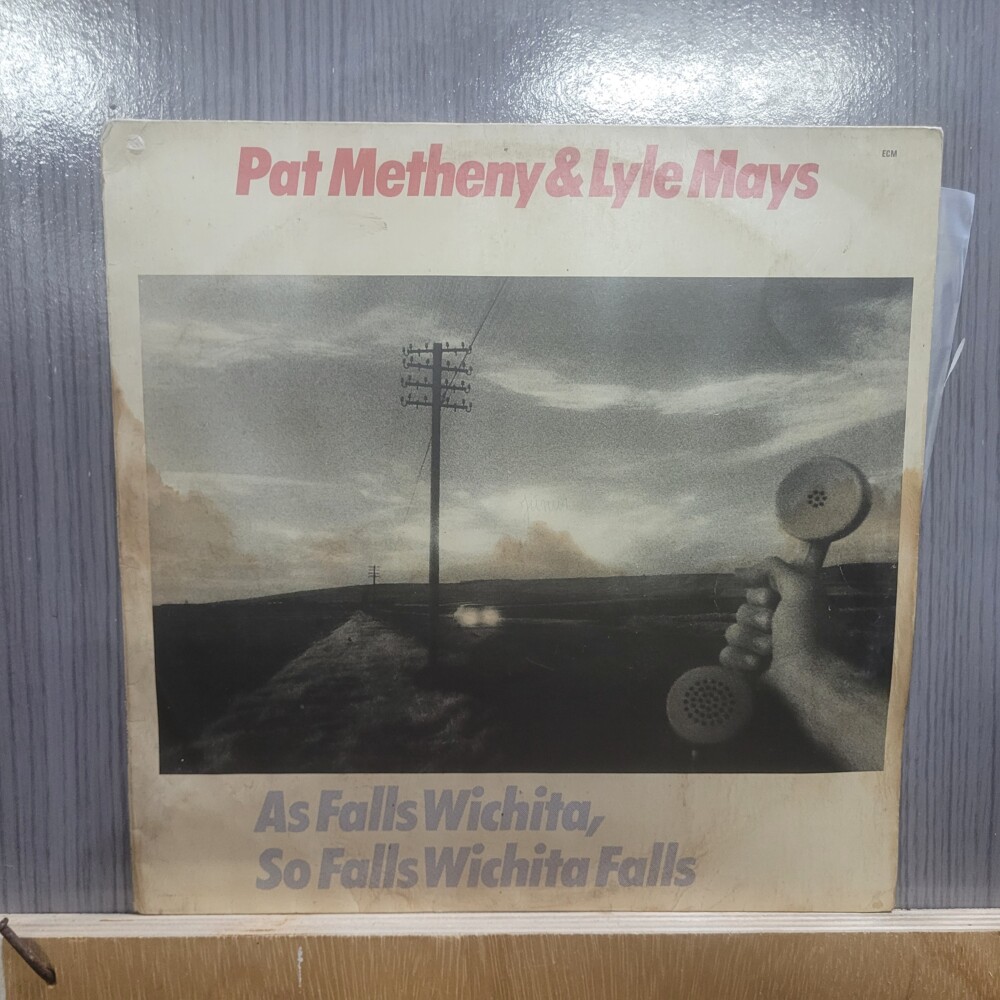 Pat Metheny & Lyle Mays
ECM
As Falls Wichita,
So Falls Wichita Falls